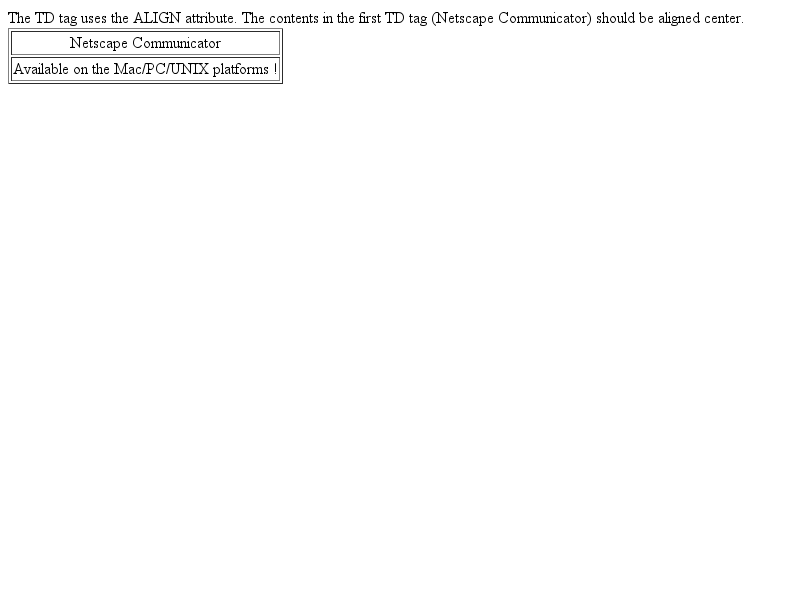 The TD tag uses the ALIGN attribute. The contents in the first TD tag (Netscape Communicator) should be aligned center.
Netscape Communicator
Available on the Mac/PC/UNIX platforms !